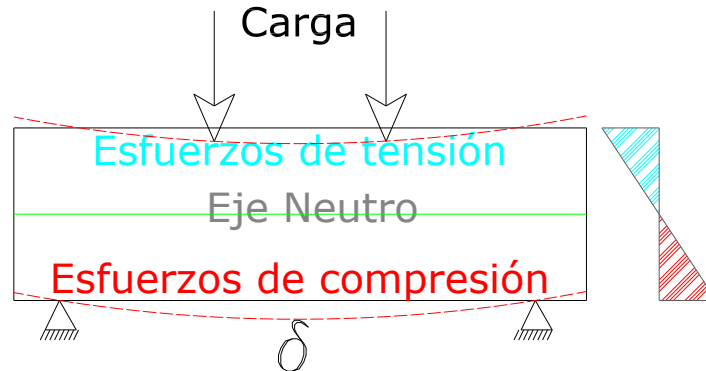 Carga
Esfuerzos de tensión
Eje Neutro
Esfuerzos de compresión
δ